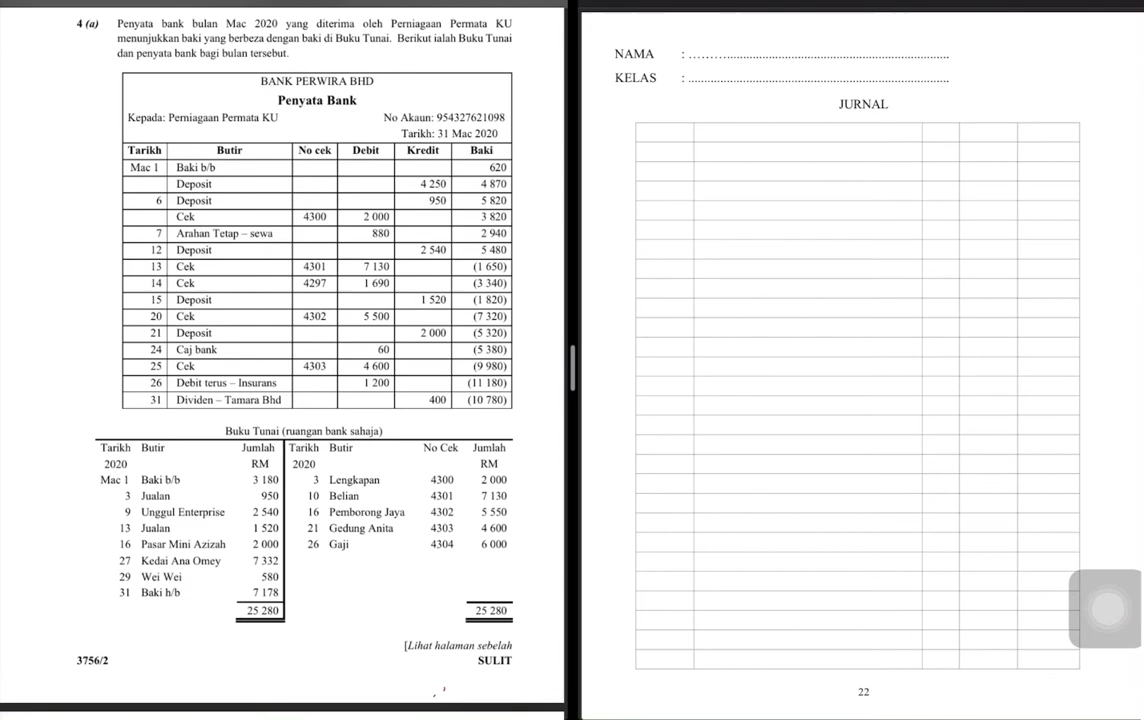 4 (a) Penyata bank bulan Mac 2020 yang diterima oleh Perniagaan Permata KU
menunjukkan baki yang berbeza dengan baki di Buku Tunai. Berikut ialah Buku Tunai
dan penyata bank bagi bulan tersebut.
BANK PERWIRA BHD
Penyata Bank
Kepada: Perniagaan Permata KU No Akaun: 954327621098
Tarikh: 31 Mac 2020
Tarikh Butir No cek Debit Kredit Baki
Mac 1 Baki b/b 620
Deposit 4 250 4 870
6 Deposit 950 5 820
Cek 4300 2 000 3 820
7 Arahan Tetap – sewa 880 2 940
12 Deposit 2 540 5 480
13 Cek 4301 7 130 (1 650)
14 Cek 4297 1 690 (3 340)
15 Deposit 1 520 (1 820)
20 Cek 4302 5 500 (7 320)
21 Deposit 2 000 (5 320)
24 Caj bank 60 (5 380)
25 Cek 4303 4 600 (9 980)
26 Debit terus – Insurans 1 200 (11 180)
31 Dividen – Tamara Bhd 400 (10 780)
Buku Tunai (ruangan bank sahaja)
Tarikh Butir Jumlah Tarikh Butir No Cek Jumlah
2020 RM 2020 RM
Mac 1 Baki b/b 3 180 3 Lengkapan 4300 2 000
3 Jualan 950 10 Belian 4301 7 130
9 Unggul Enterprise 2 540 16 Pemborong Jaya 4302 5 550
13 Jualan 1 520 21 Gedung Anita 4303 4 600
16 Pasar Mini Azizah 2 000 26 Gaji 4304 6 000
27 Kedai Ana Omey 7 332
29 Wei Wei 580
31 Baki h/b 7 178
25 280 25 280
[Lihat halaman sebelah
3756/2 SULIT
NAMA : ................................................................
KELAS : ................................................................
JURNAL
22